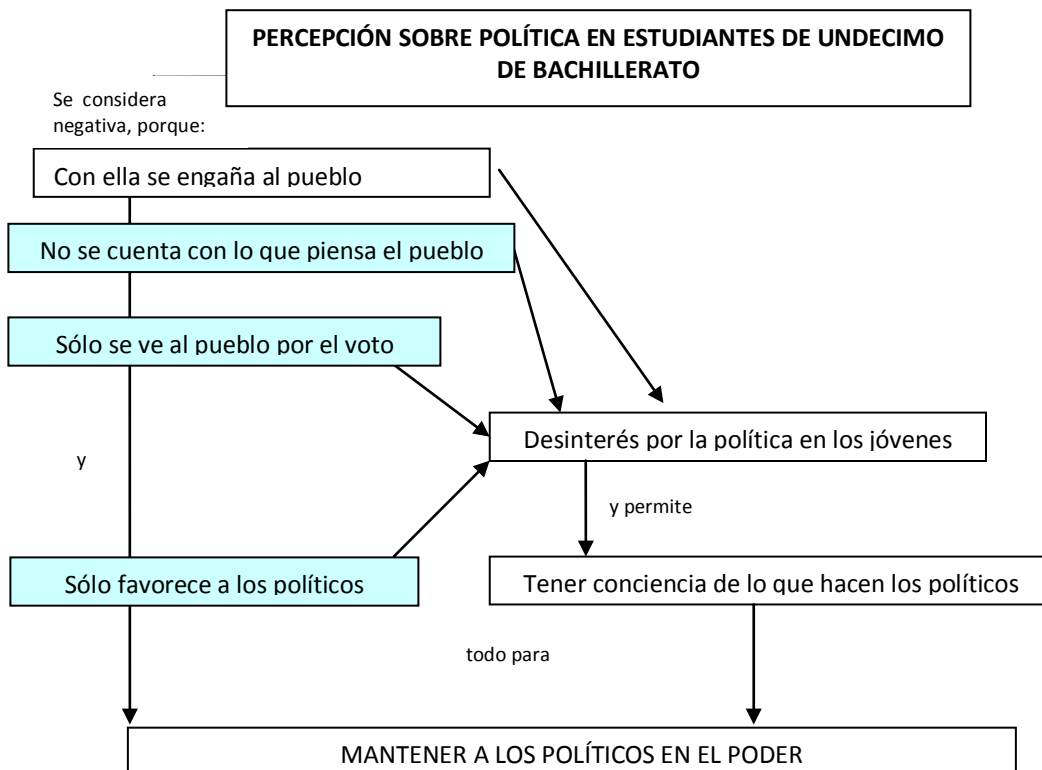 PERCEPCIÓN SOBRE POLÍTICA EN ESTUDIANTES DE UNDECIMO
DE BACHILLERATO
Se considera
negativa, porque:
Con ella se engaña al pueblo
No se cuenta con lo que piensa el pueblo
Sólo se ve al pueblo por el voto
Desinterés por la política en los jóvenes
y
y permite
Sólo favorece a los políticos
Tener conciencia de lo que hacen los políticos
todo para
MANTENER A LOS POLÍTICOS EN EL PODER